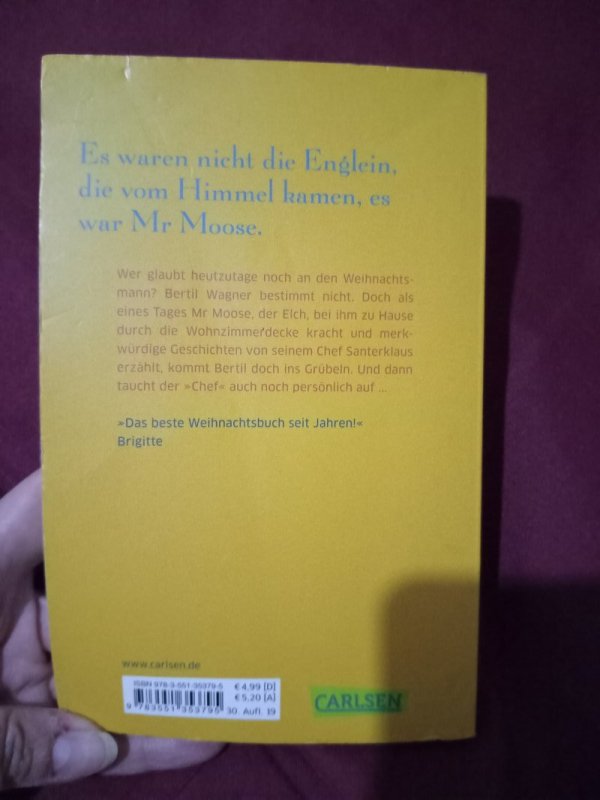 Es waren nicht die Englein,
die vom Himmel kamen, es
war Mr Moose.
Wer glaubt heutzutage noch an den Weihnachts-
mann? Bertil Wagner bestimmt nicht. Doch als
eines Tages Mr Moose, der Elch, bei ihm zu Hause
durch die Wohnzimmerdecke kracht und merk-
würdige Geschichten von seinem Chef Santerklaus
erzählt, kommt Bertil doch ins Grübeln. Und dann
taucht der »Chef« auch noch persönlich auf ...
»Das beste Weihnachtsbuch seit Jahren!«
Brigitte
www.carlsen.de
ISBN 978-3-551-35379-5
€ 4,99 [D]
€ 5,20 [A]
9 783551 353795
30. Aufl. 19
CARLSEN